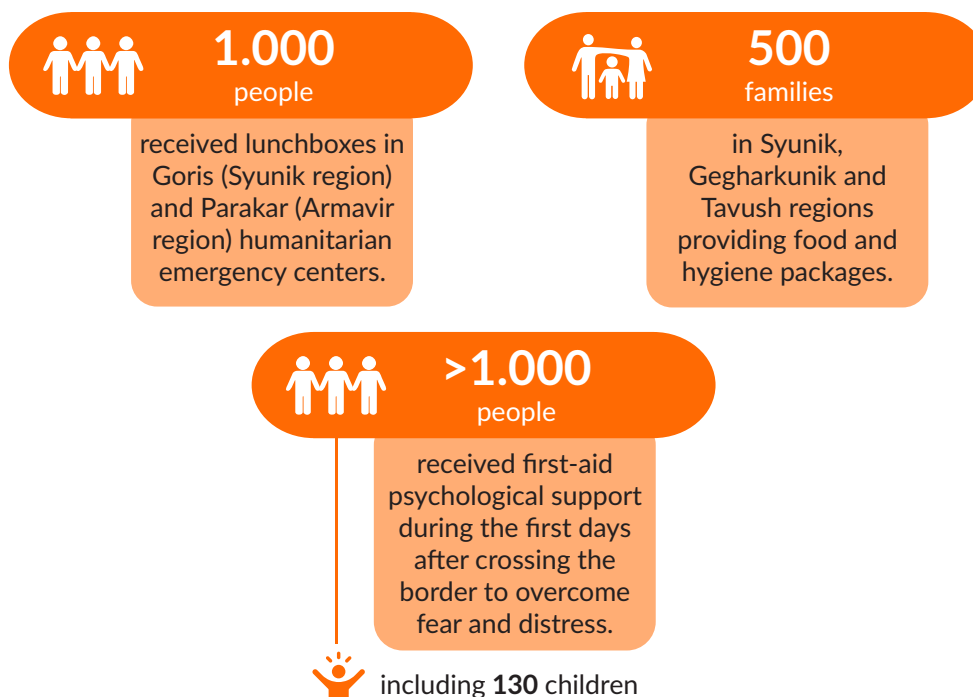 1.000
people
received lunchboxes in
Goris (Syunik region)
and Parakar (Armavir
region) humanitarian
emergency centers.
500
families
in Syunik,
Gegharkunik and
Tavush regions
providing food and
hygiene packages.
>1.000
people
received first-aid
psychological support
during the first days
after crossing the
border to overcome
fear and distress.
including 130 children